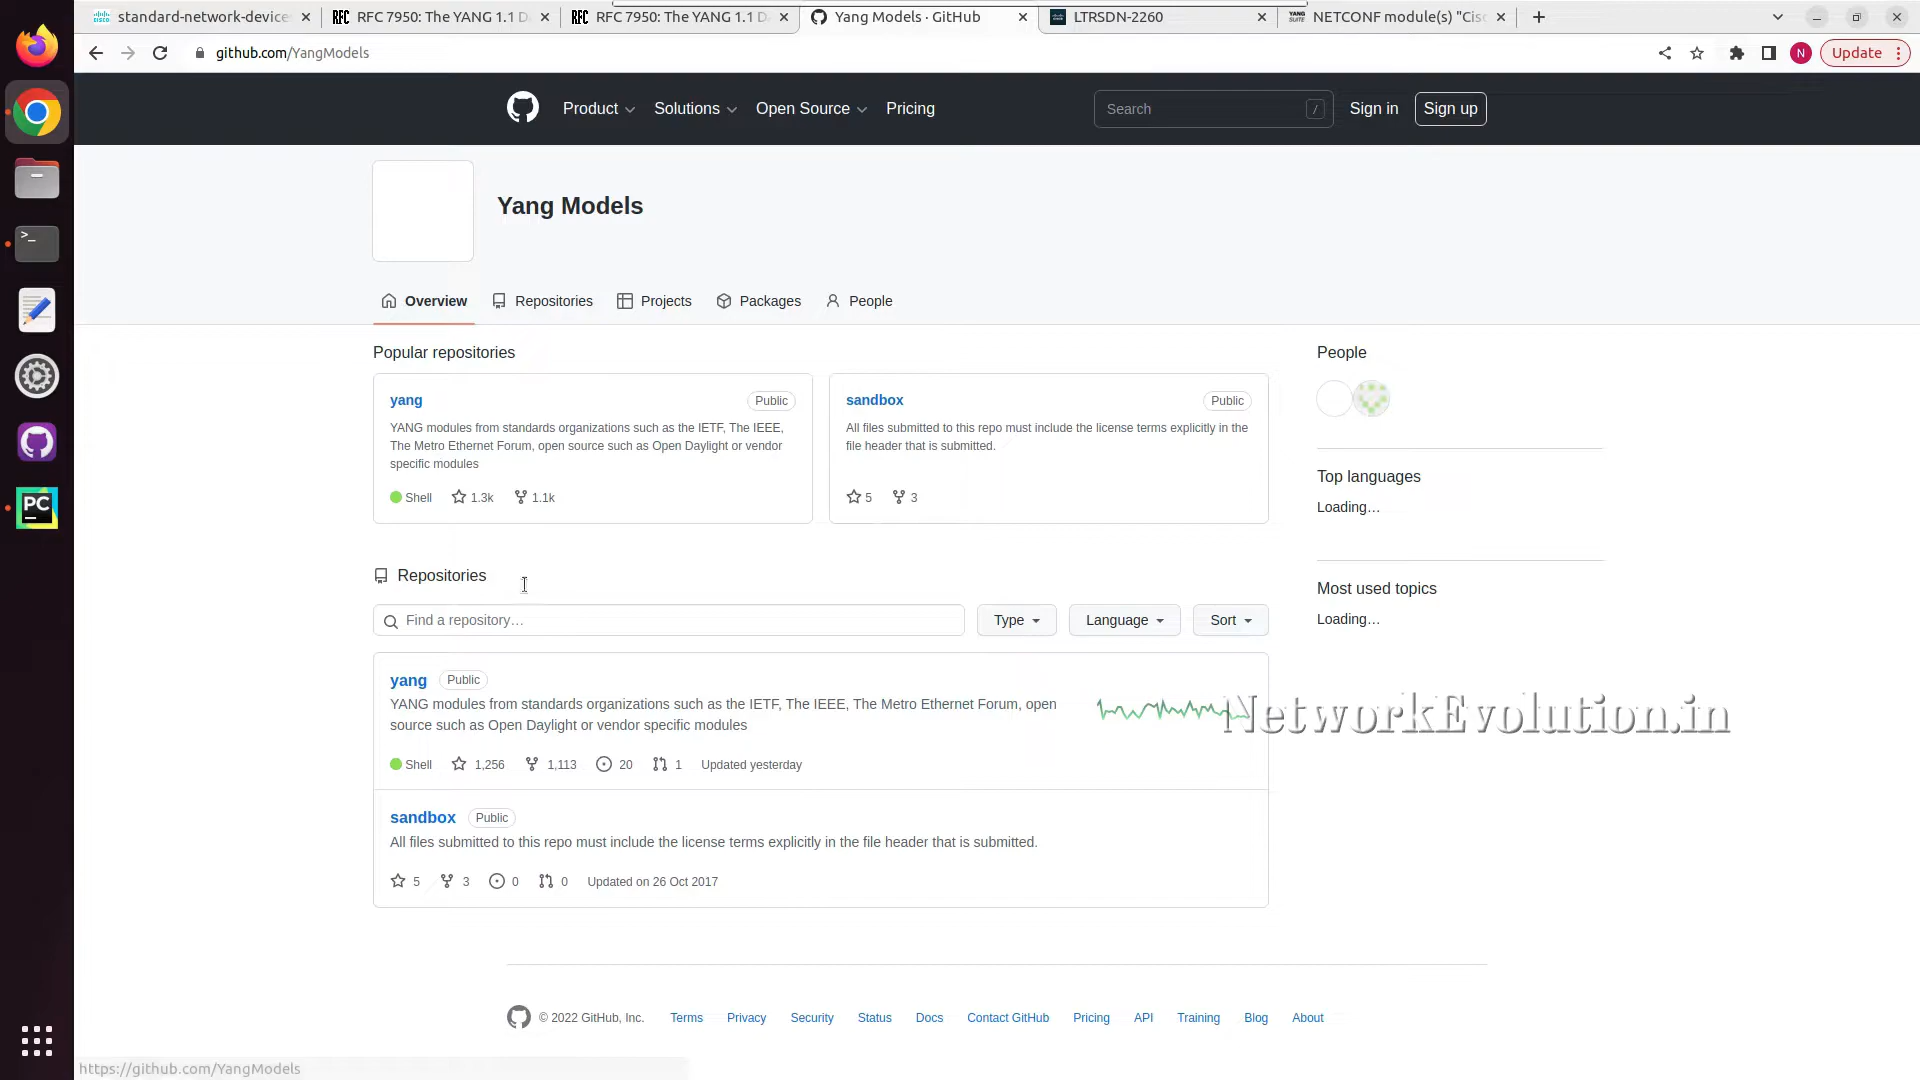 standard-network-device
RFC 7950: The YANG 1.1 D
RFC 7950: The YANG 1.1 D
Yang Models · GitHub
LTRSDN-2260
NETCONF module(s) "Cisc
github.com/YangModels
N
Update
Product
Solutions
Open Source
Pricing
Search
/
Sign in
Sign up
Yang Models
Overview
Repositories
Projects
Packages
People
Popular repositories
yang
Public
YANG modules from standards organizations such as the IETF, The IEEE,
The Metro Ethernet Forum, open source such as Open Daylight or vendor
specific modules
Shell
1.3k
1.1k
sandbox
Public
All files submitted to this repo must include the license terms explicitly in the
file header that is submitted.
5
3
People
Top languages
Loading…
Most used topics
Loading…
Repositories
Find a repository…
Type
Language
Sort
yang
Public
YANG modules from standards organizations such as the IETF, The IEEE, The Metro Ethernet Forum, open
source such as Open Daylight or vendor specific modules
NetworkEvolution.in
Shell
1,256
1,113
20
1
Updated yesterday
sandbox
Public
All files submitted to this repo must include the license terms explicitly in the file header that is submitted.
5
3
0
0
Updated on 26 Oct 2017
© 2022 GitHub, Inc.
Terms
Privacy
Security
Status
Docs
Contact GitHub
Pricing
API
Training
Blog
About
https://github.com/YangModels
PC